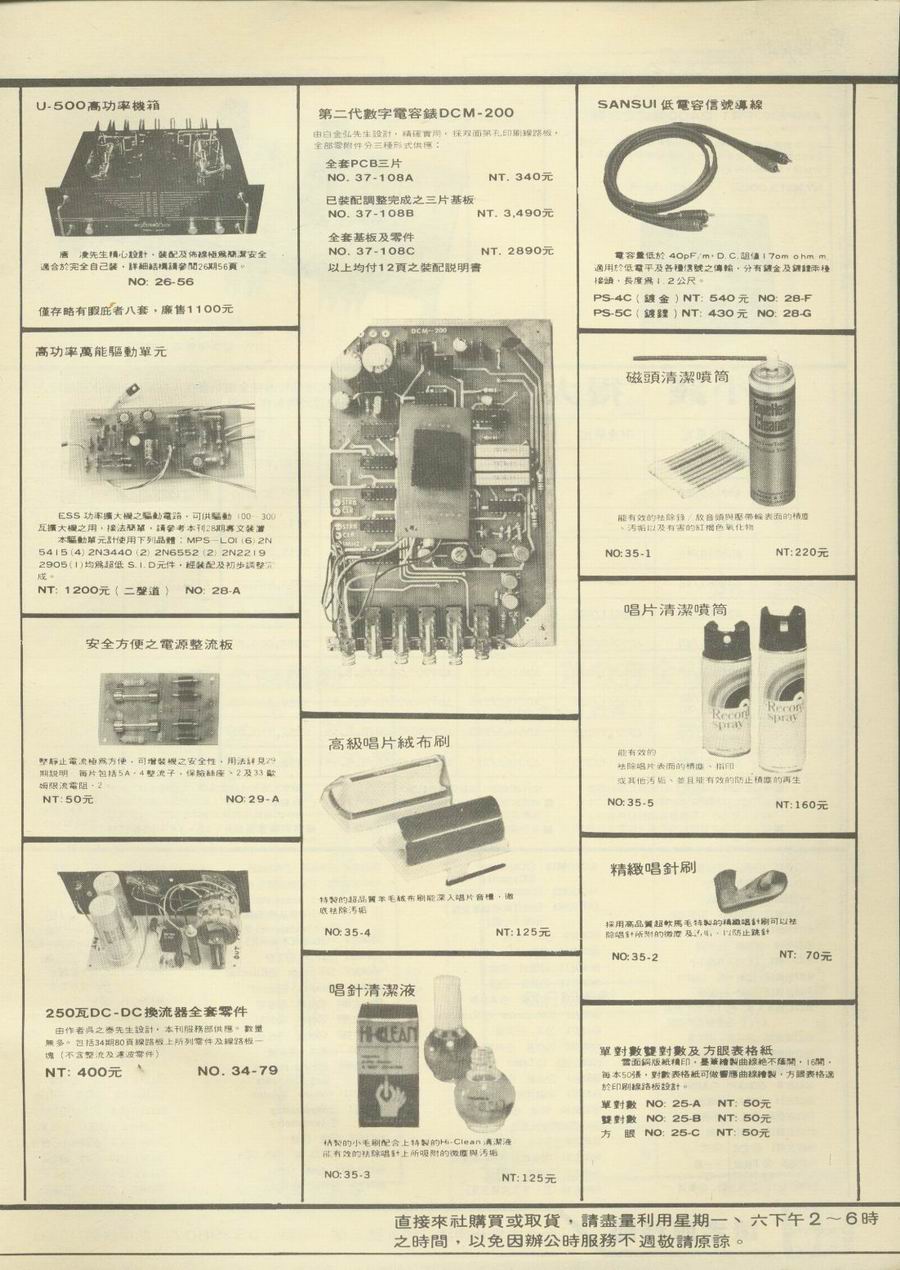 U-500高功率機箱
唐　凌先生精心設計，裝配及佈線極為簡潔安全
適合於完全自己裝，詳細結構請參閱26期56頁。
NO: 26-56
僅存略有瑕疵者八套，廉售1100元
高功率萬能驅動單元
ESS 功率擴大機之驅動電路，可供驅動 100－300
瓦擴大機之用，接法簡單，請參考本刊28期專文裝置
本驅動單元計使用下列晶體：MPS－LOI (6) 2N
5415 (4) 2N3440 (2) 2N6552 (2) 2N2219
2905 (1) 均為超低 S.I.D元件，經裝配及初步調整完
成。
NT: 1200元（二聲道） NO: 28-A
安全方便之電源整流板
整靜止電流極為方便，可增裝機之安全性，用法詳見29
期說明，每片包括5A，4整流子，保險絲座、2及33歐
姆限流電阻，2
NT:50元 NO:29-A
250瓦DC-DC換流器全套零件
由作者吳之泰先生設計，本刊服務部供應。數量
無多。包括34期80頁線路板上所列零件及線路板一
塊（不含整流及濾波零件）
NT: 400元 NO. 34-79
第二代數字電容錶DCM-200
由白金弘先生設計，精確實用，採双面第孔印刷線路板，
全部零附件分三種形式供應：
全套PCB三片
NO. 37-108A NT. 340元
已裝配調整完成之三片基板
NO. 37-108B NT. 3,490元
全套基板及零件
NO. 37-108C NT. 2890元
以上均付12頁之裝配說明書
DCM-200
STRB
CLR
高級唱片絨布刷
特製的超品質羊毛絨布刷能深入唱片音槽，徹
底祛除汚垢
NO:35-4 NT:125元
唱針清潔液
HI-CLEAN
精製的小毛刷配合上特製的Hi-Clean清潔液
能有效的祛除唱針上所吸附的微塵與汚垢
NO:35-3 NT:125元
SANSUI低電容信號導線
電容量低於 40pF/m，D.C.阻値 17om ohm m,
適用於低電平及各種信號之傳輸，分有鍍金及鍍鎳兩種
接頭，長度為 1.2公尺。
PS-4C（鍍 金）NT: 540元 NO: 28-F
PS-5C（鍍鎳）NT: 430元 NO: 28-G
磁頭清潔噴筒
TapeHead
Cleaner
能有效的祛除錄／放音頭與壓帶輪表面的積塵
、汚垢以及有害的紅褐色氧化物
NO:35-1 NT:220元
唱片清潔噴筒
Record
spray
Record
spray
能有效的
祛除唱片表面的積塵、指印
或其他汚垢、並且能有效的防止積塵的再生
NO:35-5 NT:160元
精緻唱針刷
採用高品質超軟馬毛特製的精緻唱針刷可以祛
除唱針所附的微塵及汚垢，以防止跳針
NO:35-2 NT: 70元
單對數雙對數及方眼表格紙
雪面銅版紙精印，墨筆繪製曲線絶不蔭開，16開，
每本50張，對數表格紙可做響應曲線繪製，方眼表格適
於印刷線路板設計。
單對數 NO: 25-A NT: 50元
雙對數 NO: 25-B NT: 50元
方　眼 NO: 25-C NT: 50元
直接來社購買或取貨，請盡量利用星期一、六下午2～6時
之時間，以免因辦公時服務不週敬請原諒。